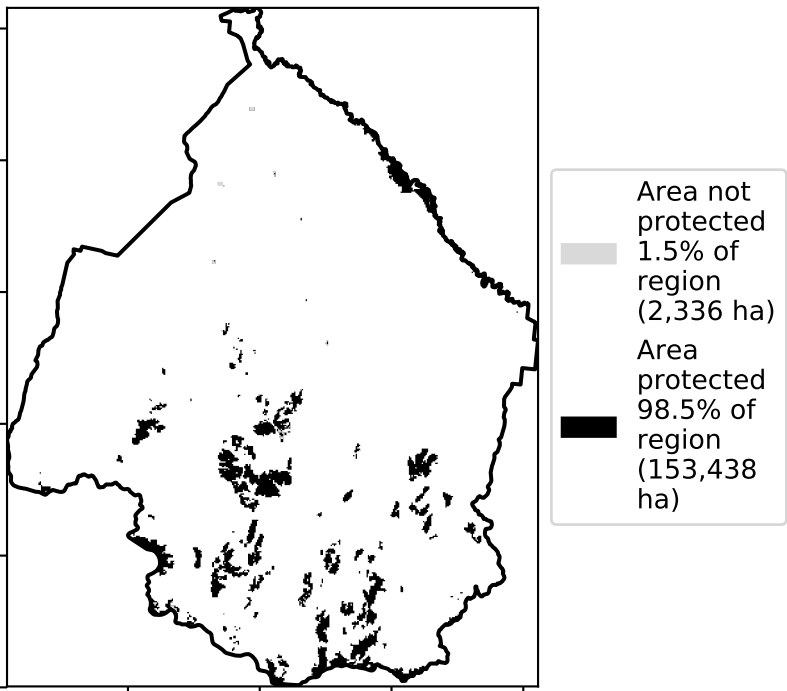 Area not
protected
1.5% of
region
(2,336 ha)
Area
protected
98.5% of
region
(153,438
ha)